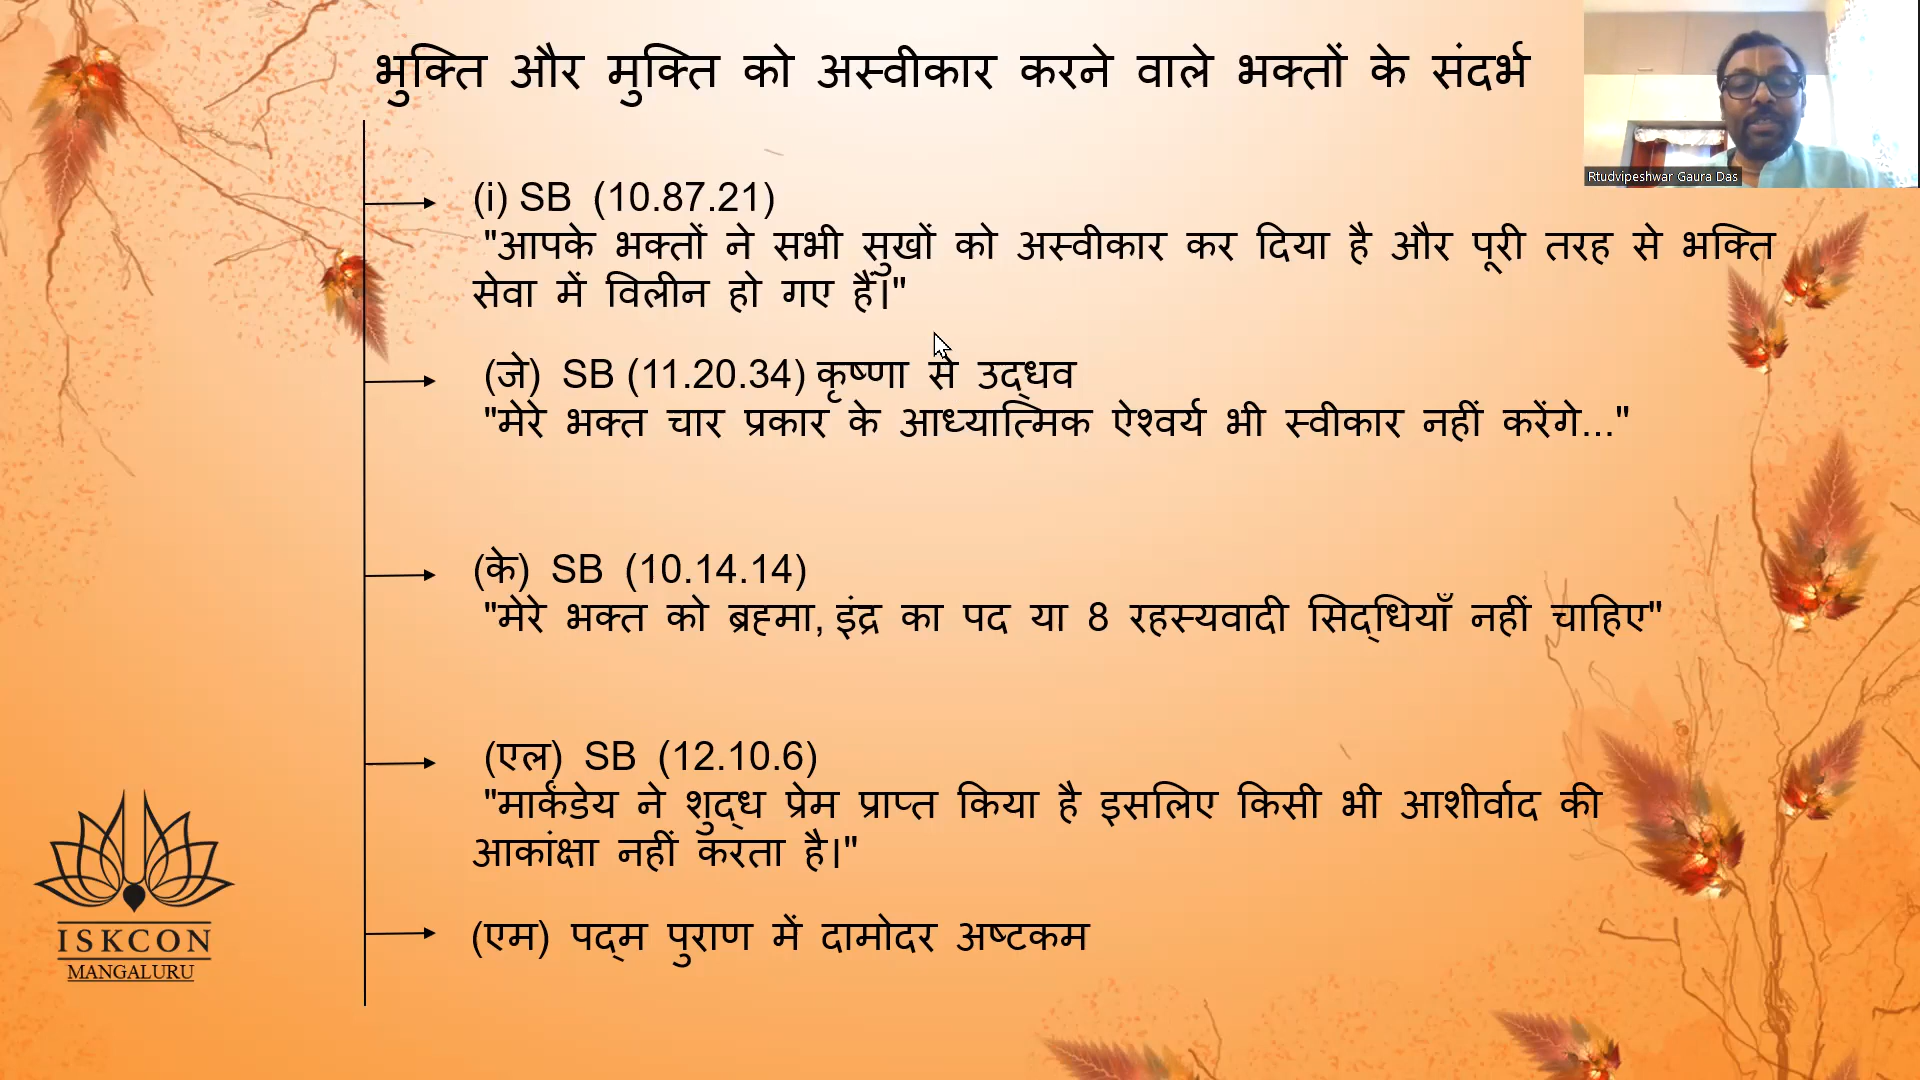 भुक्ति और मुक्ति को अस्वीकार करने वाले भक्तों के संदर्भ
Rtudvipeshwar Gaura Das
(i) SB (10.87.21)
"आपके भक्तों ने सभी सुखों को अस्वीकार कर दिया है और पूरी तरह से भक्ति
सेवा में विलीन हो गए हैं।"
(जे) SB (11.20.34) कृष्णा से उद्धव
"मेरे भक्त चार प्रकार के आध्यात्मिक ऐश्वर्य भी स्वीकार नहीं करेंगे..."
(के) SB (10.14.14)
"मेरे भक्त को ब्रह्मा, इंद्र का पद या 8 रहस्यवादी सिद्धियाँ नहीं चाहिए"
(एल) SB (12.10.6)
"मार्कंडेय ने शुद्ध प्रेम प्राप्त किया है इसलिए किसी भी आशीर्वाद की
आकांक्षा नहीं करता है।"
(एम) पद्म पुराण में दामोदर अष्टकम
ISKCON
MANGALURU